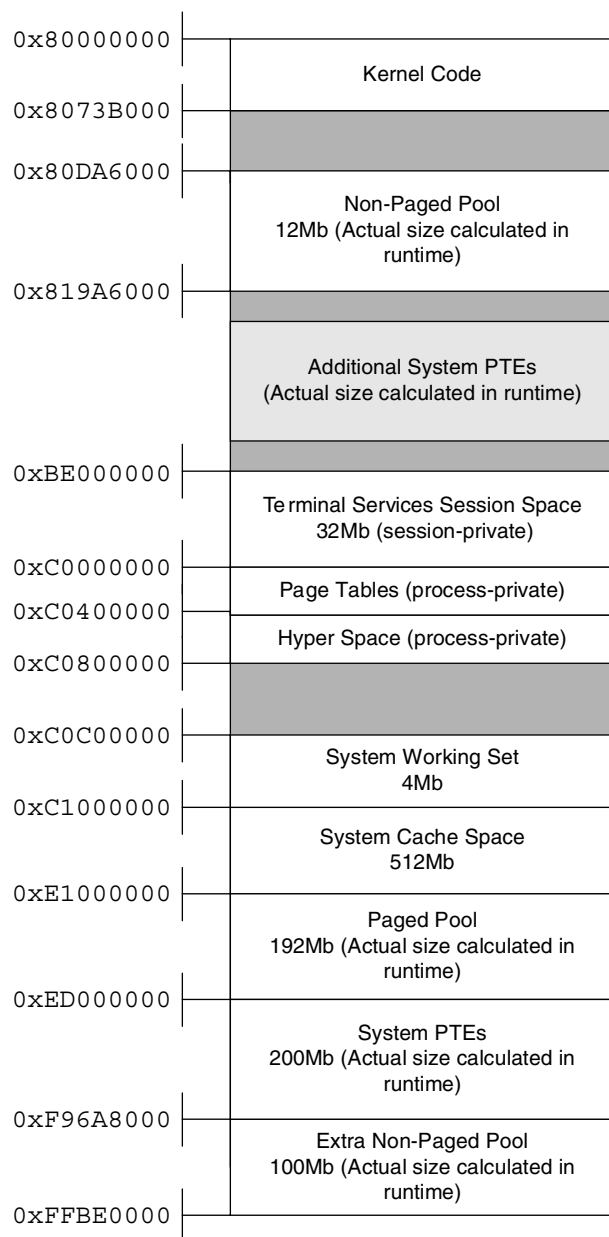 0x80000000
Kernel Code
0x8073B000
0x80DA6000
Non-Paged Pool
12Mb (Actual size calculated in
runtime)
0x819A6000
Additional System PTEs
(Actual size calculated in runtime)
0xBE000000
Terminal Services Session Space
32Mb (session-private)
0xC0000000
Page Tables (process-private)
0xC0400000
Hyper Space (process-private)
0xC0800000
0xC0C00000
System Working Set
4Mb
0xC1000000
System Cache Space
512Mb
0xE1000000
Paged Pool
192Mb (Actual size calculated in
runtime)
0xED000000
System PTEs
200Mb (Actual size calculated in
runtime)
0xF96A8000
Extra Non-Paged Pool
100Mb (Actual size calculated in
runtime)
0xFFBE0000